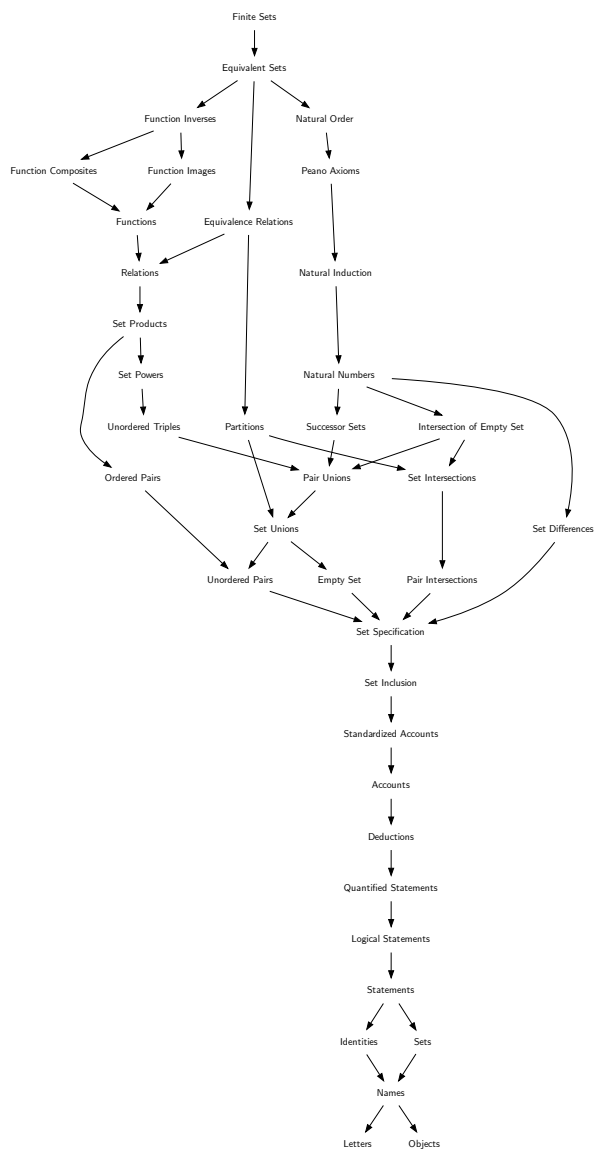 Finite Sets
Equivalent Sets
Function Inverses
Natural Order
Function Composites
Function Images
Peano Axioms
Functions
Equivalence Relations
Relations
Natural Induction
Set Products
Set Powers
Natural Numbers
Unordered Triples
Partitions
Successor Sets
Intersection of Empty Set
Ordered Pairs
Pair Unions
Set Intersections
Set Unions
Set Differences
Unordered Pairs
Empty Set
Pair Intersections
Set Specification
Set Inclusion
Standardized Accounts
Accounts
Deductions
Quantified Statements
Logical Statements
Statements
Identities
Sets
Names
Letters
Objects